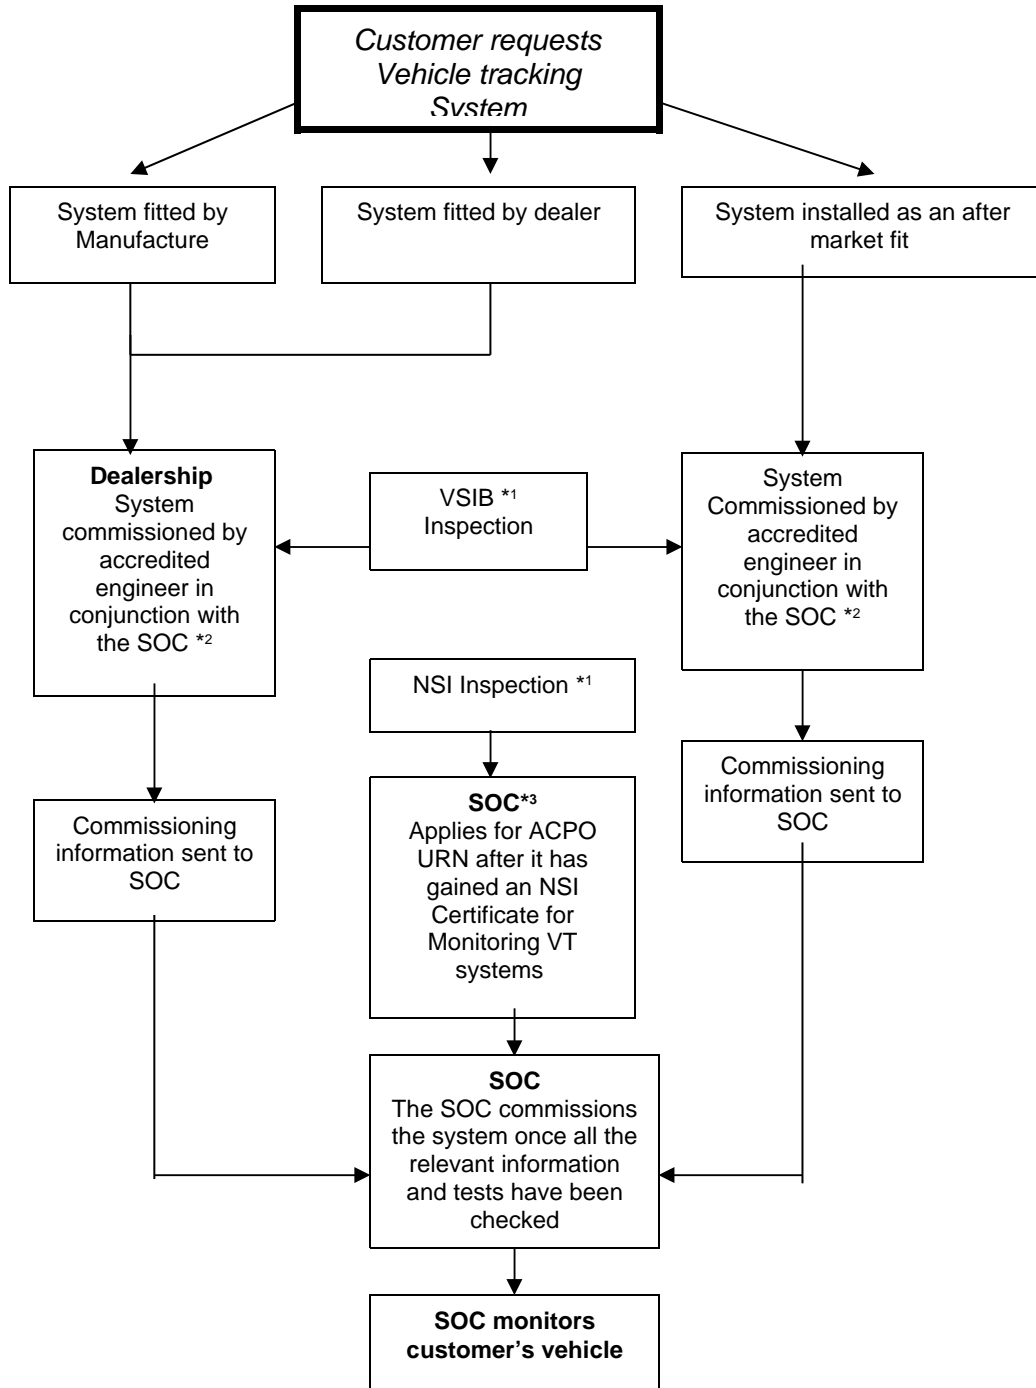 Customer requests
Vehicle tracking
System
System fitted by
Manufacture
System fitted by dealer
System installed as an after
market fit
Dealership
System
commissioned by
accredited
engineer in
conjunction with
the SOC *²
VSIB *¹
Inspection
System
Commissioned by
accredited
engineer in
conjunction with
the SOC *²
NSI Inspection *¹
Commissioning
information sent to
SOC
SOC*³
Applies for ACPO
URN after it has
gained an NSI
Certificate for
Monitoring VT
systems
Commissioning
information sent to
SOC
SOC
The SOC commissions
the system once all the
relevant information
and tests have been
checked
SOC monitors
customer’s vehicle